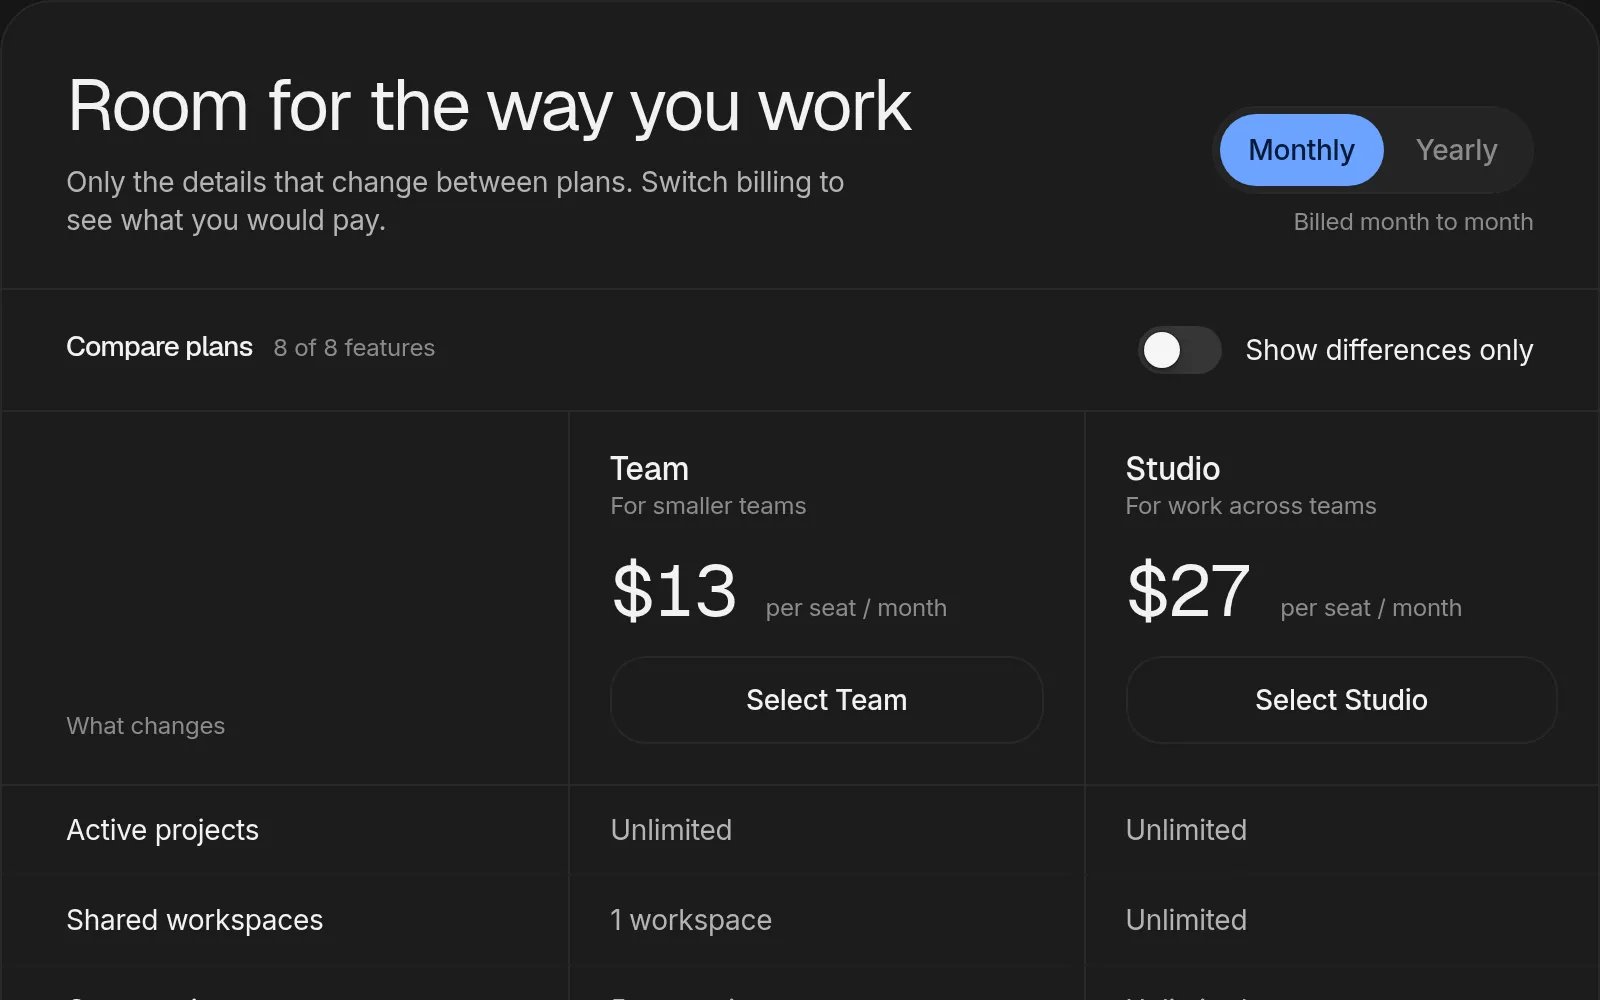 Room for the way you work
Only the details that change between plans. Switch billing to
see what you would pay.
Monthly
Yearly
Billed month to month
Compare plans
8 of 8 features
Show differences only
Team
For smaller teams
$13 per seat / month
Select Team
Studio
For work across teams
$27 per seat / month
Select Studio
What changes
Active projects
Unlimited
Unlimited
Shared workspaces
1 workspace
Unlimited